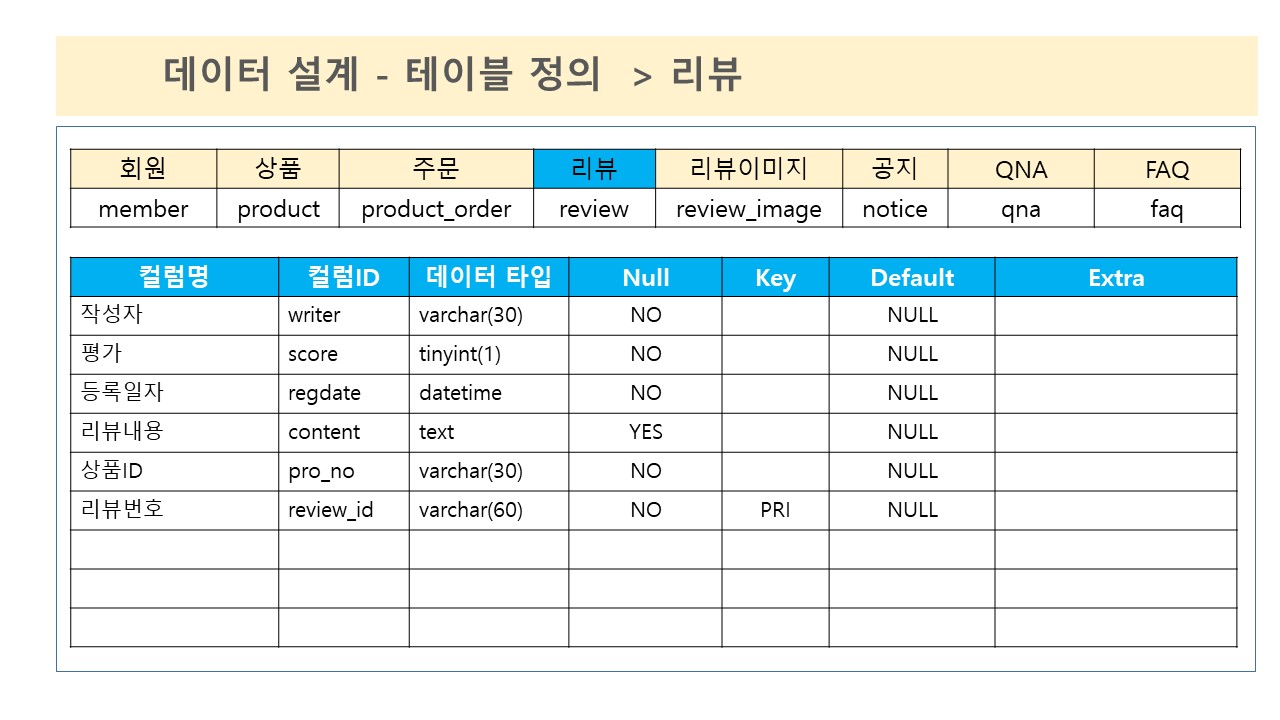 데이터 설계 - 테이블 정의 > 리뷰
회원 상품 주문 리뷰 리뷰이미지 공지 QNA FAQ
member product product_order review review_image notice qna faq
컬럼명 컬럼ID 데이터 타입 Null Key Default Extra
작성자 writer varchar(30) NO NULL
평가 score tinyint(1) NO NULL
등록일자 regdate datetime NO NULL
리뷰내용 content text YES NULL
상품ID pro_no varchar(30) NO NULL
리뷰번호 review_id varchar(60) NO PRI NULL